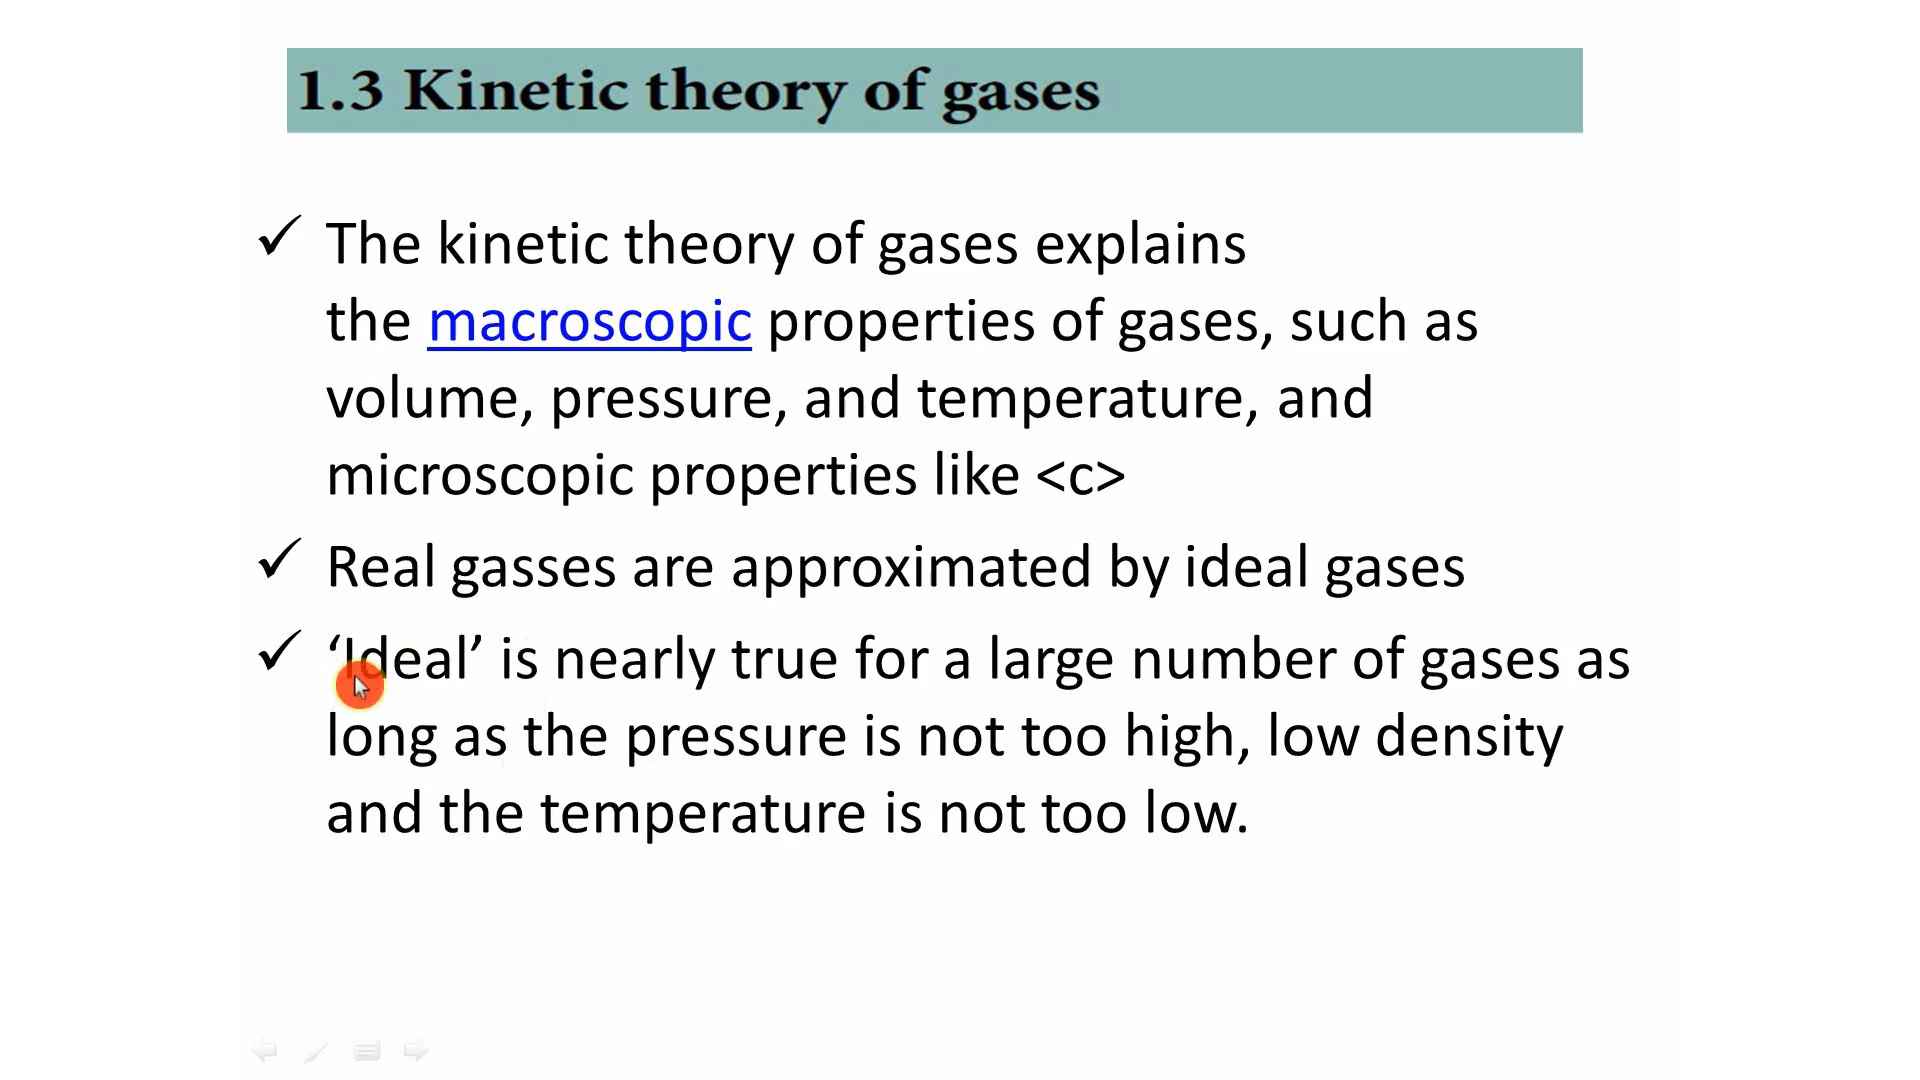 1.3 Kinetic theory of gases
✓ The kinetic theory of gases explains
the macroscopic properties of gases, such as
volume, pressure, and temperature, and
microscopic properties like <c>
✓ Real gasses are approximated by ideal gases
✓ ‘Ideal’ is nearly true for a large number of gases as
long as the pressure is not too high, low density
and the temperature is not too low.